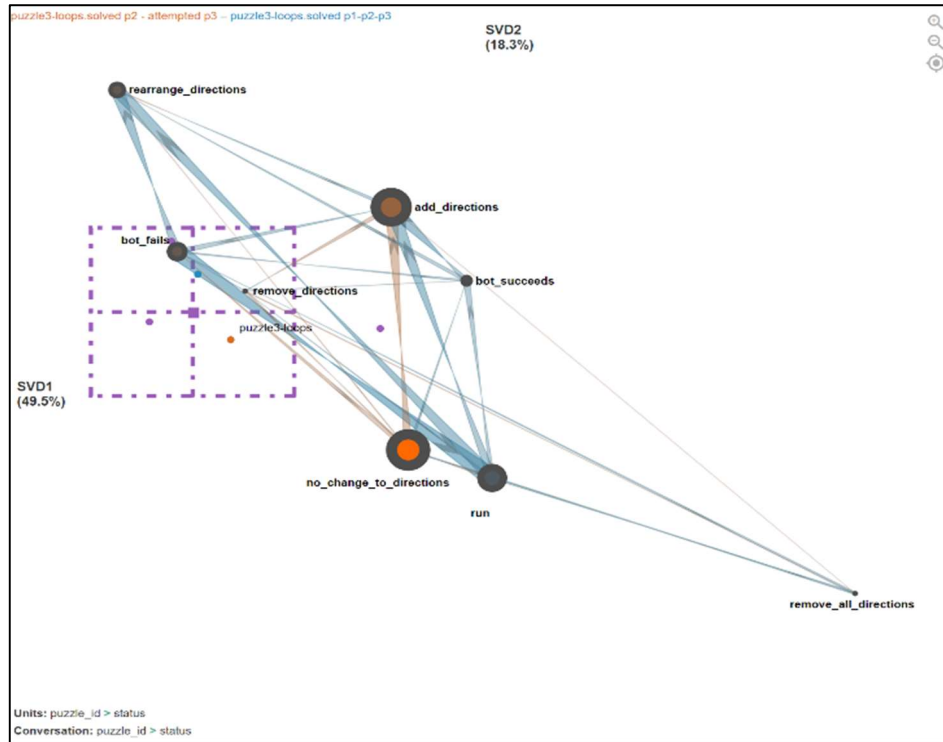 puzzle3-loops.solved p2 - attempted p3 – puzzle3-loops.solved p1-p2-p3
SVD2
(18.3%)
rearrange_directions
add_directions
bot_fails
bot_succeeds
remove_directions
puzzle3-loops
SVD1
(49.5%)
no_change_to_directions
run
remove_all_directions
Units: puzzle_id > status
Conversation: puzzle_id > status